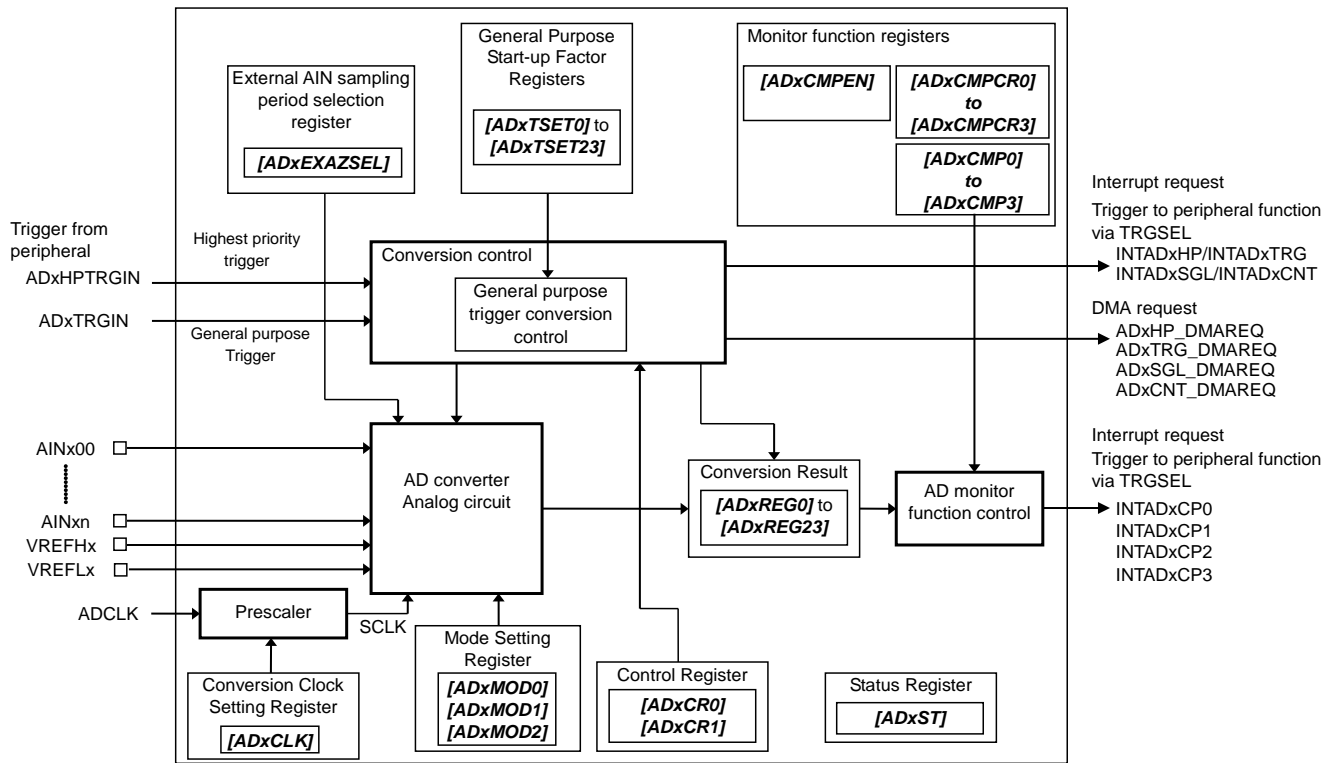 General Purpose
Start-up Factor
Registers
[ADxTSET0] to
[ADxTSET23]
Monitor function registers
[ADxCMPEN]
[ADxCMPCR0]
to
[ADxCMPCR3]
[ADxCMP0]
to
[ADxCMP3]
External AIN sampling
period selection
register
[ADxEXAZSEL]
Trigger from
peripheral
ADxHPTRGIN
ADxTRGIN
Highest priority
trigger
General purpose
Trigger
Conversion control
General purpose
trigger conversion
control
Interrupt request
Trigger to peripheral function
via TRGSEL
INTADxHP/INTADxTRG
INTADxSGL/INTADxCNT
DMA request
ADxHP_DMAREQ
ADxTRG_DMAREQ
ADxSGL_DMAREQ
ADxCNT_DMAREQ
AINx00
AINxn
VREFHx
VREFLx
ADCLK
AD converter
Analog circuit
Conversion Result
[ADxREG0] to
[ADxREG23]
AD monitor
function control
Interrupt request
Trigger to peripheral function
via TRGSEL
INTADxCP0
INTADxCP1
INTADxCP2
INTADxCP3
Prescaler
SCLK
Conversion Clock
Setting Register
[ADxCLK]
Mode Setting
Register
[ADxMOD0]
[ADxMOD1]
[ADxMOD2]
Control Register
[ADxCR0]
[ADxCR1]
Status Register
[ADxST]